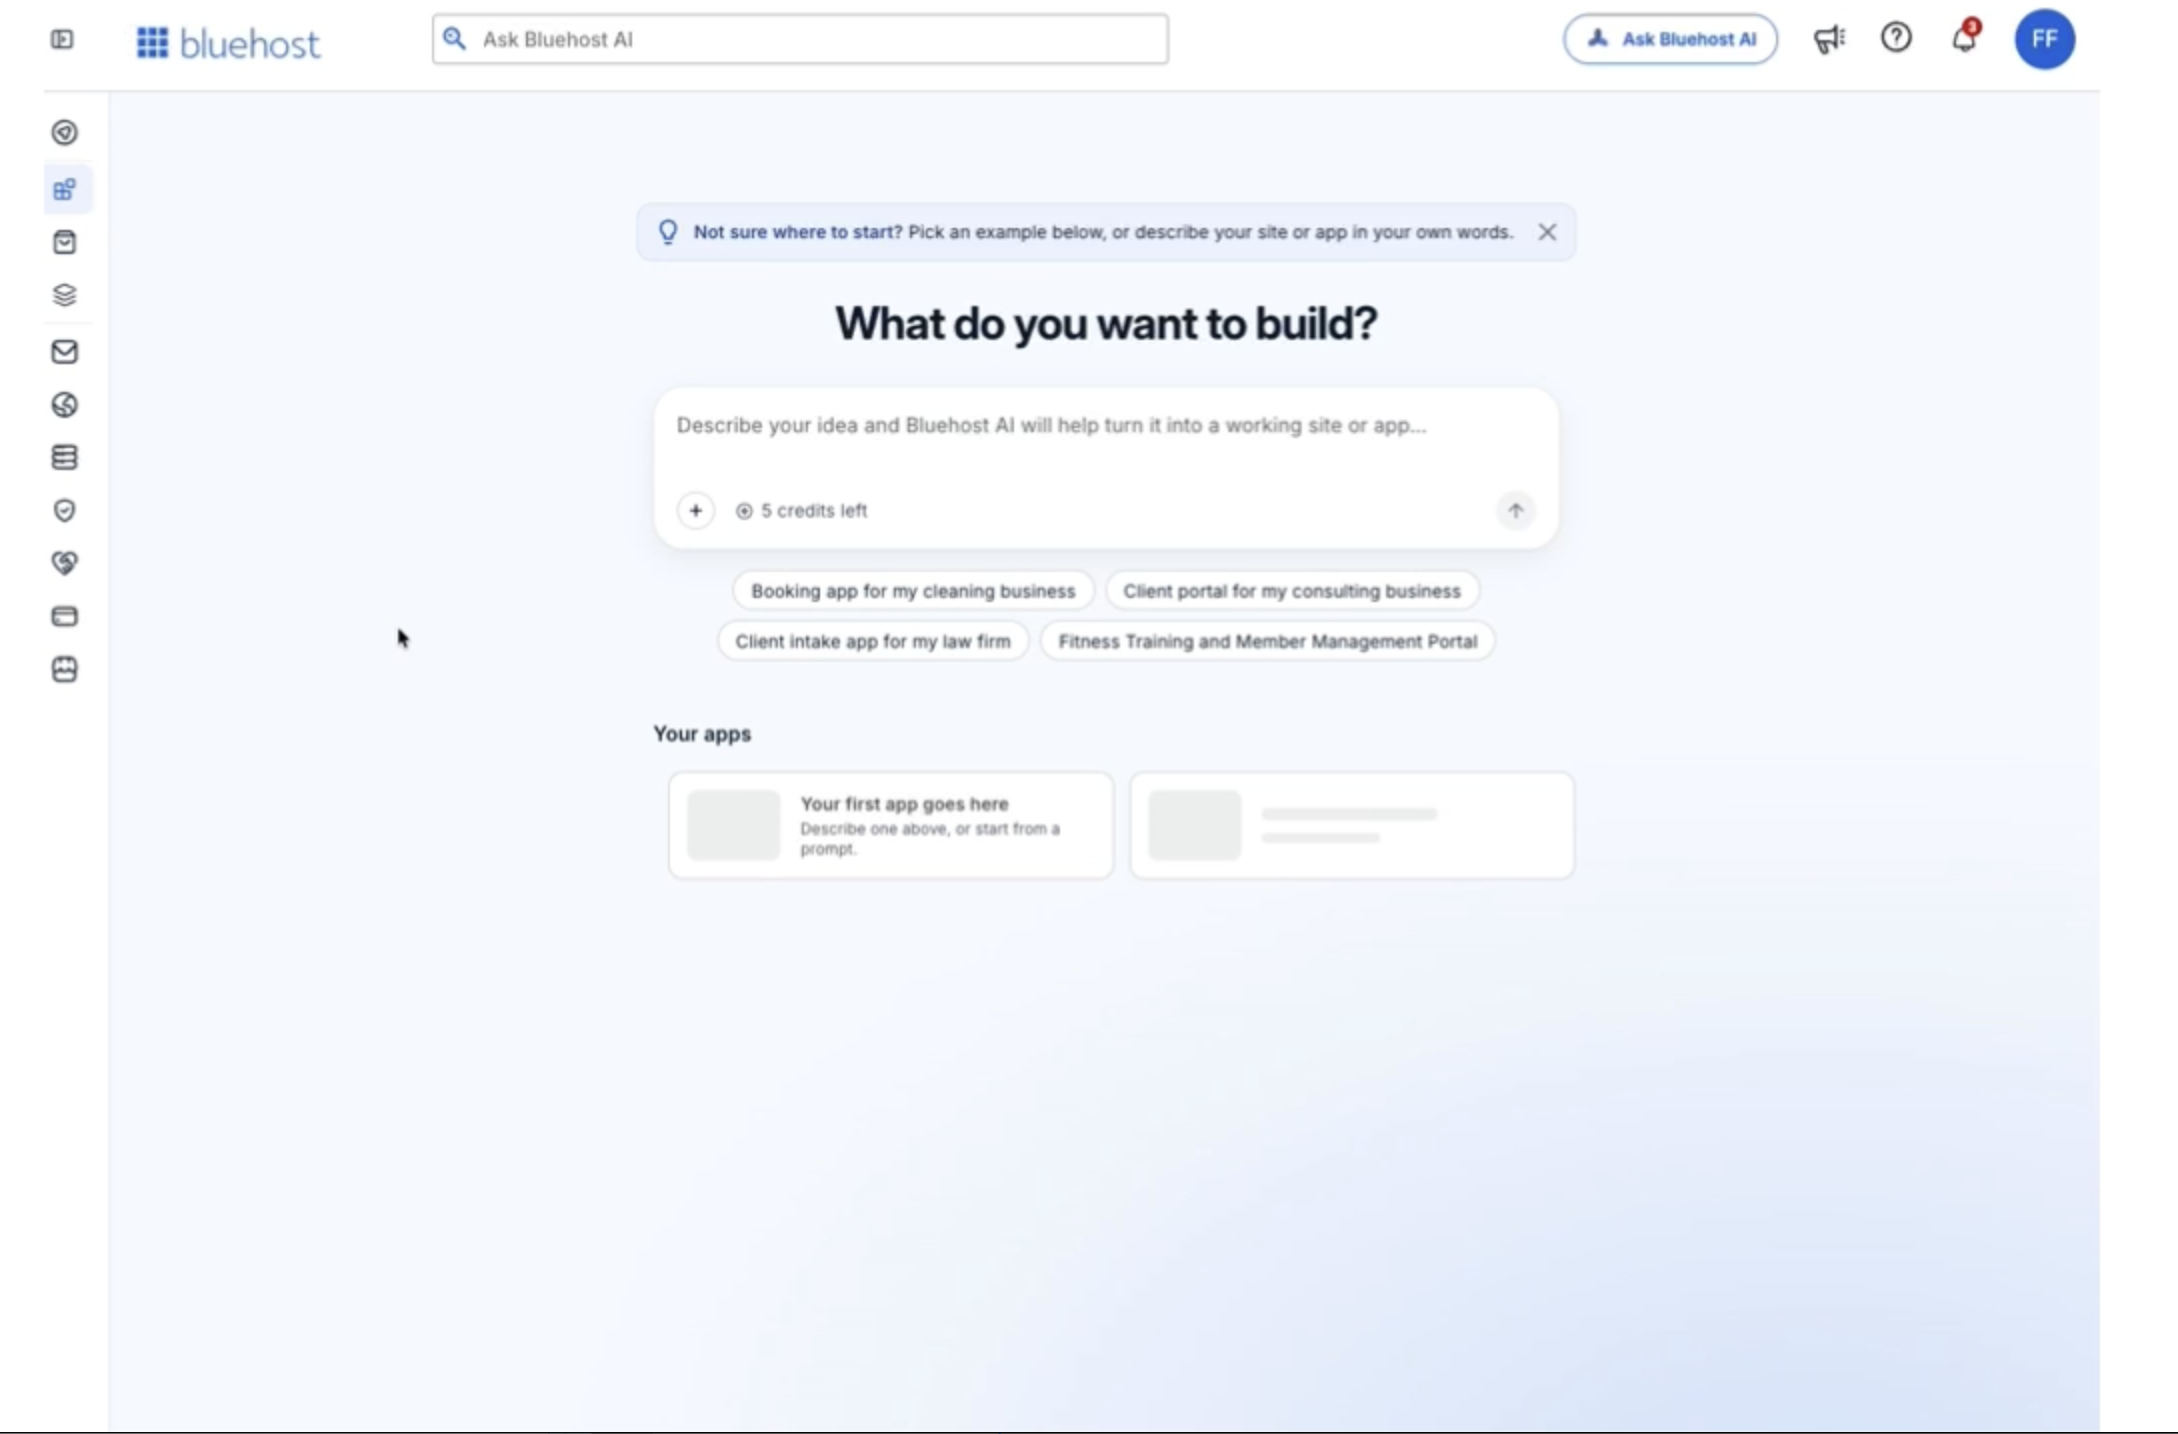 bluehost
Ask Bluehost AI
Ask Bluehost AI
3
FF
Not sure where to start? Pick an example below, or describe your site or app in your own words.
What do you want to build?
Describe your idea and Bluehost AI will help turn it into a working site or app...
5 credits left
Booking app for my cleaning business
Client portal for my consulting business
Client intake app for my law firm
Fitness Training and Member Management Portal
Your apps
Your first app goes here
Describe one above, or start from a
prompt.